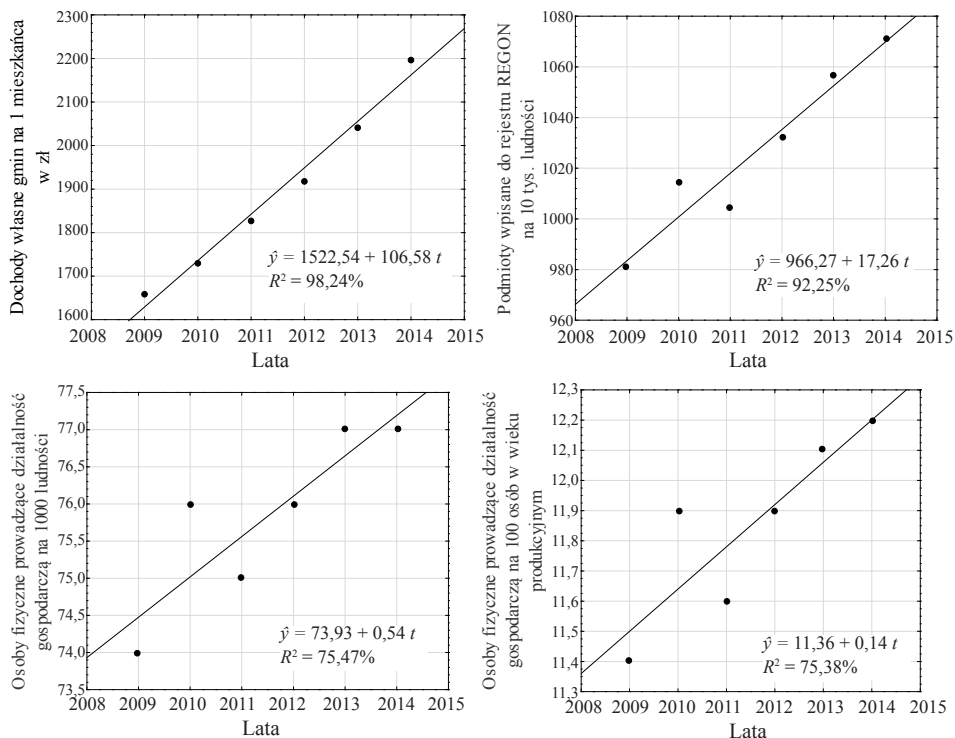 Dochody własne gmin na 1 mieszkańca
w zł
2300
2200
2100
2000
1900
1800
1700
1600
ŷ = 1522,54 + 106,58 t
R² = 98,24%
2008 2009 2010 2011 2012 2013 2014 2015
Lata
Podmioty wpisane do rejestru REGON
na 10 tys. ludności
1080
1060
1040
1020
1000
980
960
ŷ = 966,27 + 17,26 t
R² = 92,25%
2008 2009 2010 2011 2012 2013 2014 2015
Lata
Osoby fizyczne prowadzące działalność
gospodarczą na 1000 ludności
77,5
77,0
76,5
76,0
75,5
75,0
74,5
74,0
73,5
ŷ = 73,93 + 0,54 t
R² = 75,47%
2008 2009 2010 2011 2012 2013 2014 2015
Lata
Osoby fizyczne prowadzące działalność
gospodarczą na 100 osób w wieku
produkcyjnym
12,3
12,2
12,1
12,0
11,9
11,8
11,7
11,6
11,5
11,4
11,3
ŷ = 11,36 + 0,14 t
R² = 75,38%
2008 2009 2010 2011 2012 2013 2014 2015
Lata